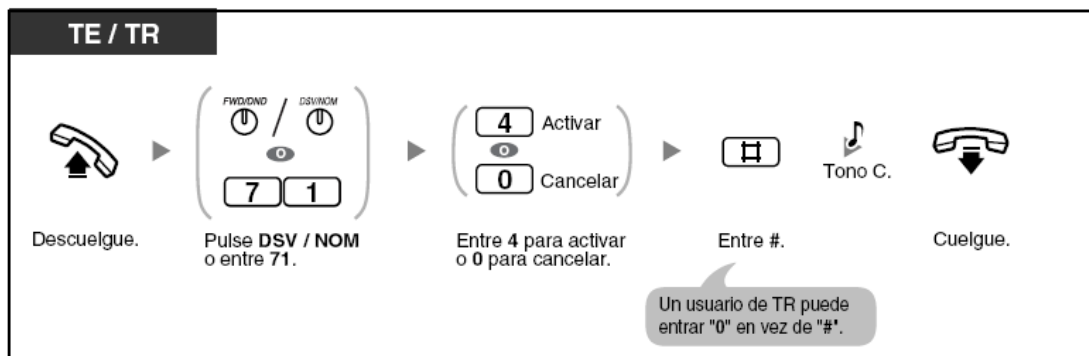 TE / TR
FWD/DND / DSV/NOM
o
7 1
4 Activar
o
0 Cancelar
#
Tono C.
Descuelgue.
Pulse DSV / NOM
o entre 71.
Entre 4 para activar
o 0 para cancelar.
Entre #.
Cuelgue.
Un usuario de TR puede
entrar "0" en vez de "#".